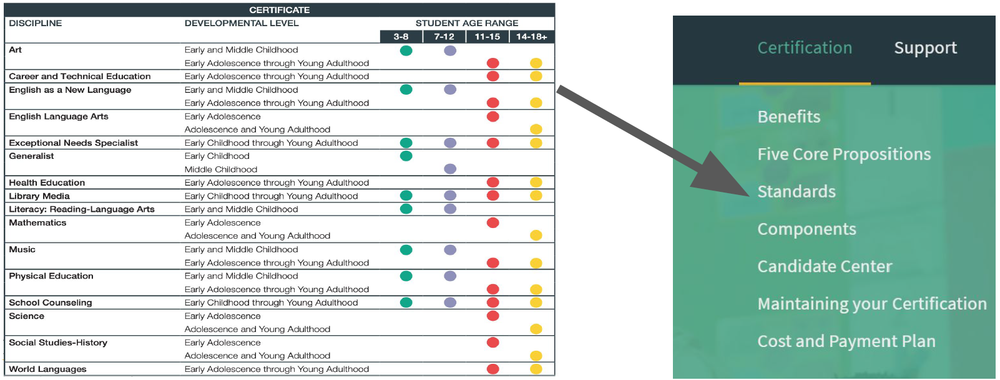 CERTIFICATE
DISCIPLINE DEVELOPMENTAL LEVEL STUDENT AGE RANGE
3-8 7-12 11-15 14-18+
Art Early and Middle Childhood
Early Adolescence through Young Adulthood
Career and Technical Education Early Adolescence through Young Adulthood
English as a New Language Early and Middle Childhood
Early Adolescence through Young Adulthood
English Language Arts Early Adolescence
Adolescence and Young Adulthood
Exceptional Needs Specialist Early Childhood through Young Adulthood
Generalist Early Childhood
Middle Childhood
Health Education Early Adolescence through Young Adulthood
Library Media Early Childhood through Young Adulthood
Literacy: Reading-Language Arts Early and Middle Childhood
Mathematics Early Adolescence
Adolescence and Young Adulthood
Music Early and Middle Childhood
Early Adolescence through Young Adulthood
Physical Education Early and Middle Childhood
Early Adolescence through Young Adulthood
School Counseling Early Childhood through Young Adulthood
Science Early Adolescence
Adolescence and Young Adulthood
Social Studies-History Early Adolescence
Adolescence and Young Adulthood
World Languages Early Adolescence through Young Adulthood
Certification Support
Benefits
Five Core Propositions
Standards
Components
Candidate Center
Maintaining your Certification
Cost and Payment Plan